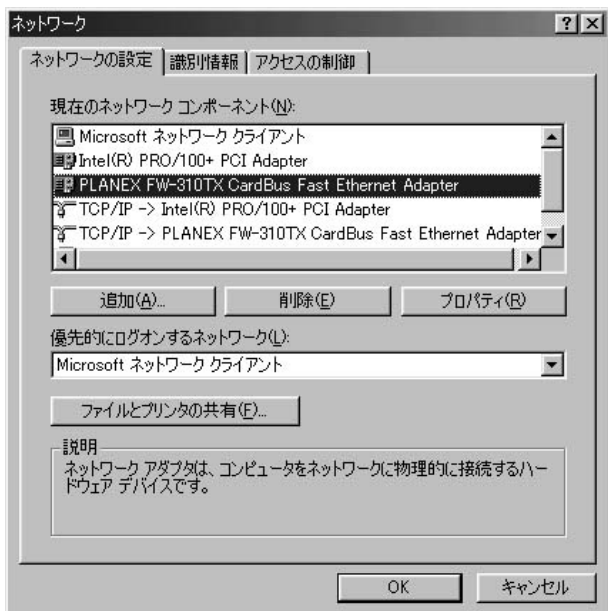 ネットワーク
ネットワークの設定 識別情報 アクセスの制御
現在のネットワーク コンポーネント(N):
Microsoft ネットワーク クライアント
Intel(R) PRO/100+ PCI Adapter
PLANEX FW-310TX CardBus Fast Ethernet Adapter
TCP/IP -> Intel(R) PRO/100+ PCI Adapter
TCP/IP -> PLANEX FW-310TX CardBus Fast Ethernet Adapter
追加(A)... 削除(E) プロパティ(R)
優先的にログオンするネットワーク(L):
Microsoft ネットワーク クライアント
ファイルとプリンタの共有(F)...
説明
ネットワーク アダプタは、コンピュータをネットワークに物理的に接続するハー
ドウェア デバイスです。
OK キャンセル